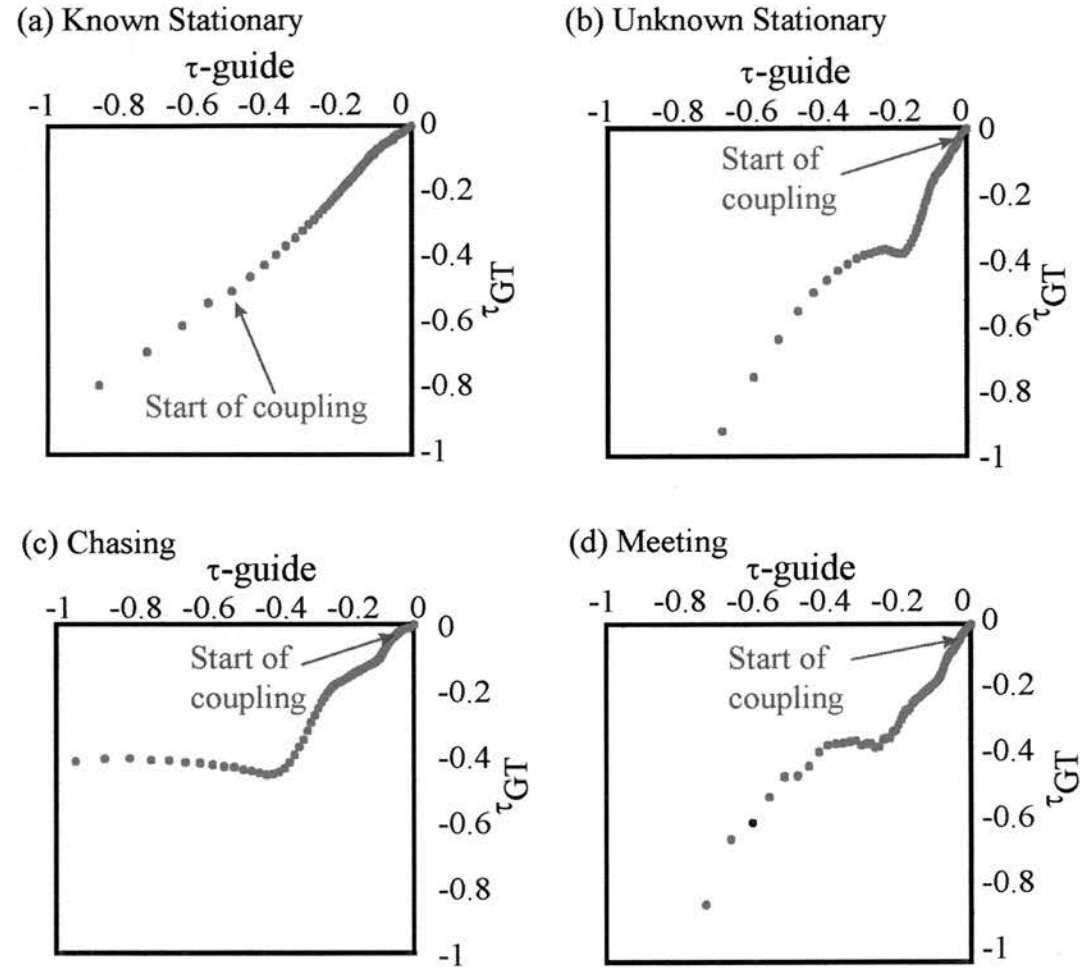 (a) Known Stationary
τ-guide
-1 -0.8 -0.6 -0.4 -0.2 0
0
-0.2
-0.4
-0.6
-0.8
-1
τGT
Start of coupling
(b) Unknown Stationary
τ-guide
-1 -0.8 -0.6 -0.4 -0.2 0
0
-0.2
-0.4
-0.6
-0.8
-1
τGT
Start of
coupling
(c) Chasing
τ-guide
-1 -0.8 -0.6 -0.4 -0.2 0
0
-0.2
-0.4
-0.6
-0.8
-1
τGT
Start of
coupling
(d) Meeting
τ-guide
-1 -0.8 -0.6 -0.4 -0.2 0
0
-0.2
-0.4
-0.6
-0.8
-1
τGT
Start of
coupling